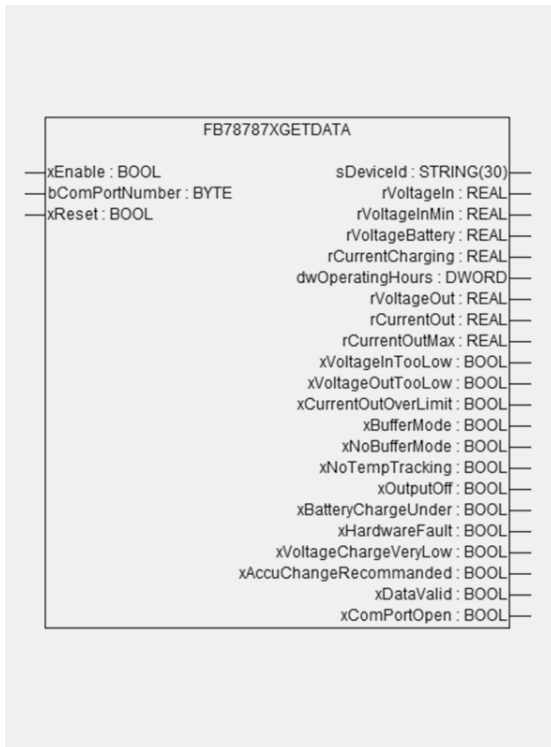 FB78787XGETDATA
xEnable : BOOL
sDeviceId : STRING(30)
bComPortNumber : BYTE
rVoltageIn : REAL
xReset : BOOL
rVoltageInMin : REAL
rVoltageBattery : REAL
rCurrentCharging : REAL
dwOperatingHours : DWORD
rVoltageOut : REAL
rCurrentOut : REAL
rCurrentOutMax : REAL
xVoltageInTooLow : BOOL
xVoltageOutTooLow : BOOL
xCurrentOutOverLimit : BOOL
xBufferMode : BOOL
xNoBufferMode : BOOL
xNoTempTracking : BOOL
xOutputOff : BOOL
xBatteryChargeUnder : BOOL
xHardwareFault : BOOL
xVoltageChargeVeryLow : BOOL
xAccuChangeRecommanded : BOOL
xDataValid : BOOL
xComPortOpen : BOOL